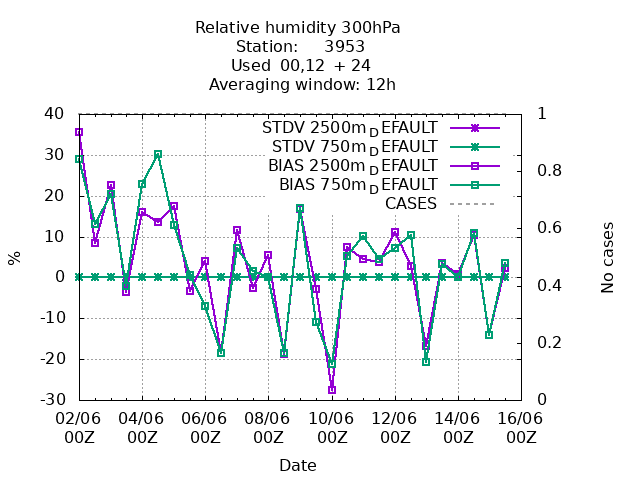 Relative humidity 300hPa
Station: 3953
Used 00,12 + 24
Averaging window: 12h
40
30
20
10
0
-10
-20
-30
1
0.8
0.6
0.4
0.2
0
STDV 2500m_DEFAULT
STDV 750m_DEFAULT
BIAS 2500m_DEFAULT
BIAS 750m_DEFAULT
CASES
%
No cases
02/06 04/06 06/06 08/06 10/06 12/06 14/06 16/06
00Z 00Z 00Z 00Z 00Z 00Z 00Z 00Z
Date